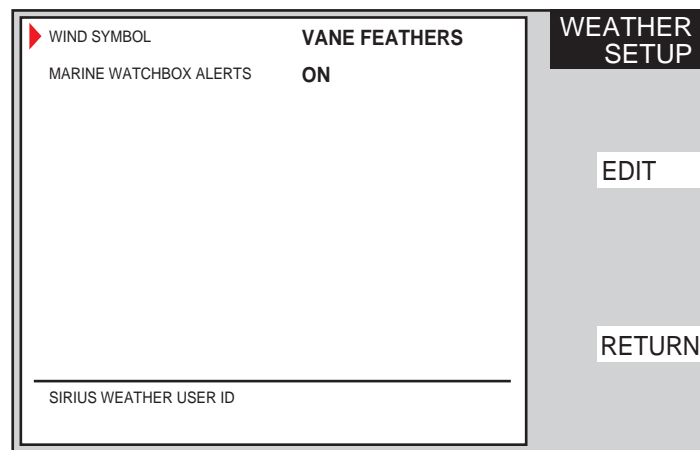 WIND SYMBOL VANE FEATHERS
MARINE WATCHBOX ALERTS ON
SIRIUS WEATHER USER ID
WEATHER
SETUP
EDIT
RETURN